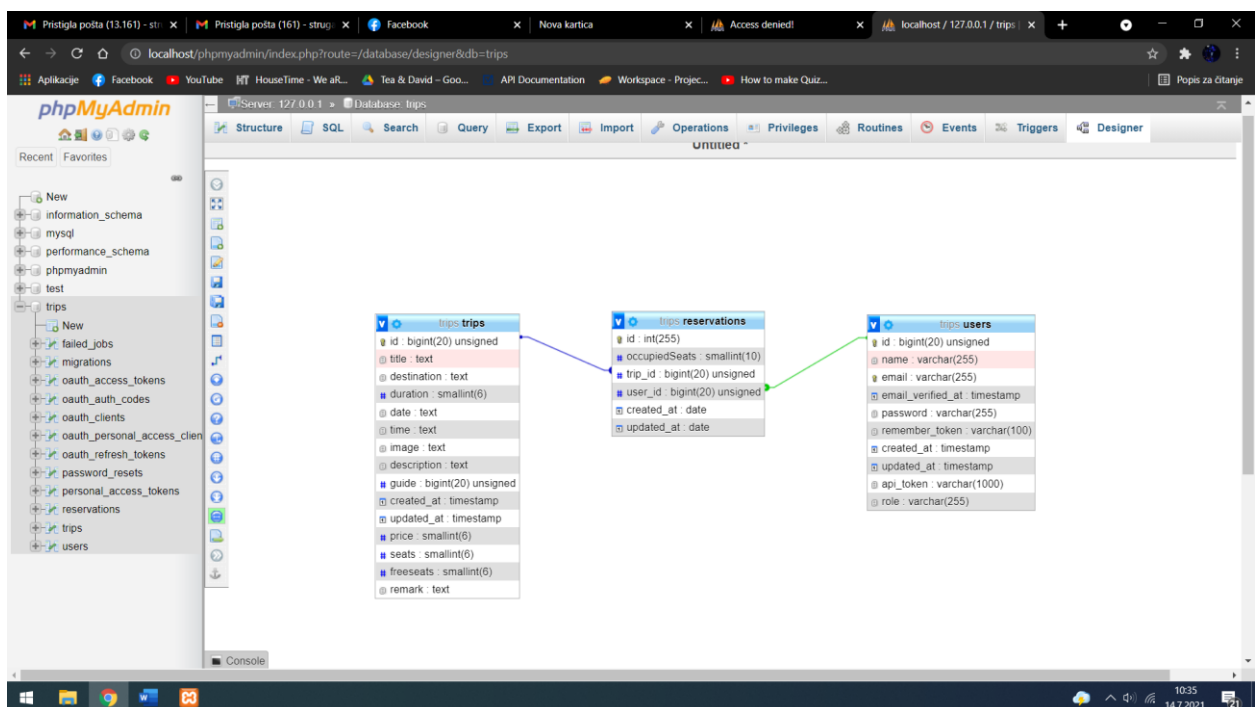 Pristigla pošta (13.161) - str
Pristigla pošta (161) - strug
Facebook
Nova kartica
Access denied!
localhost / 127.0.0.1 / trips |
localhost/phpmyadmin/index.php?route=/database/designer&db=trips
Aplikacije
Facebook
YouTube
HouseTime - We aR...
Tea & David – Goo...
API Documentation
Workspace - Projec...
How to make Quiz...
Popis za čitanje
phpMyAdmin
Recent
Favorites
New
information_schema
mysql
performance_schema
phpmyadmin
test
trips
New
failed_jobs
migrations
oauth_access_tokens
oauth_auth_codes
oauth_clients
oauth_personal_access_clien
oauth_refresh_tokens
password_resets
personal_access_tokens
reservations
trips
users
Server: 127.0.0.1 » Database: trips
Structure
SQL
Search
Query
Export
Import
Operations
Privileges
Routines
Events
Triggers
Designer
Untitled *
v trips trips
id : bigint(20) unsigned
title : text
destination : text
# duration : smallint(6)
date : text
time : text
image : text
description : text
# guide : bigint(20) unsigned
created_at : timestamp
updated_at : timestamp
# price : smallint(6)
# seats : smallint(6)
# freeseats : smallint(6)
remark : text
v trips reservations
id : int(255)
# occupiedSeats : smallint(10)
# trip_id : bigint(20) unsigned
# user_id : bigint(20) unsigned
created_at : date
updated_at : date
v trips users
id : bigint(20) unsigned
name : varchar(255)
email : varchar(255)
email_verified_at : timestamp
password : varchar(255)
remember_token : varchar(100)
created_at : timestamp
updated_at : timestamp
api_token : varchar(1000)
role : varchar(255)
Console
10:35
14.7.2021.
21